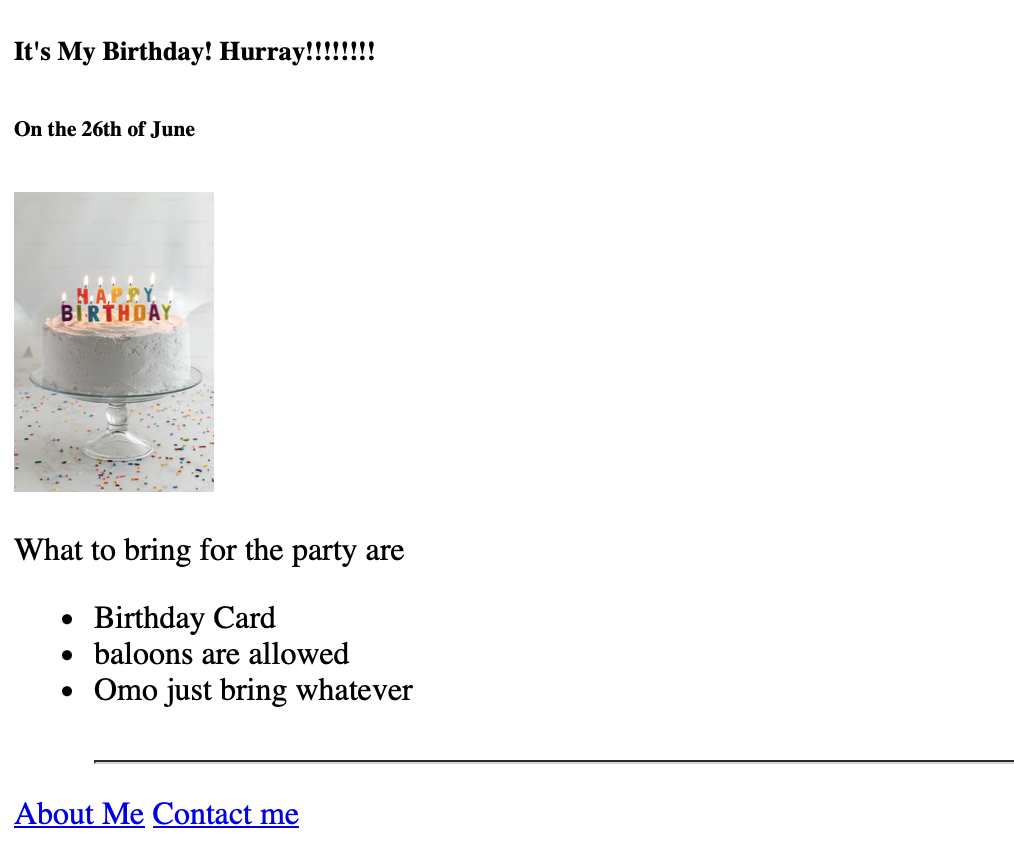 It's My Birthday! Hurray!!!!!!!!
On the 26th of June
HAPPY
BIRTHDAY
What to bring for the party are
Birthday Card
baloons are allowed
Omo just bring whatever
About Me Contact me